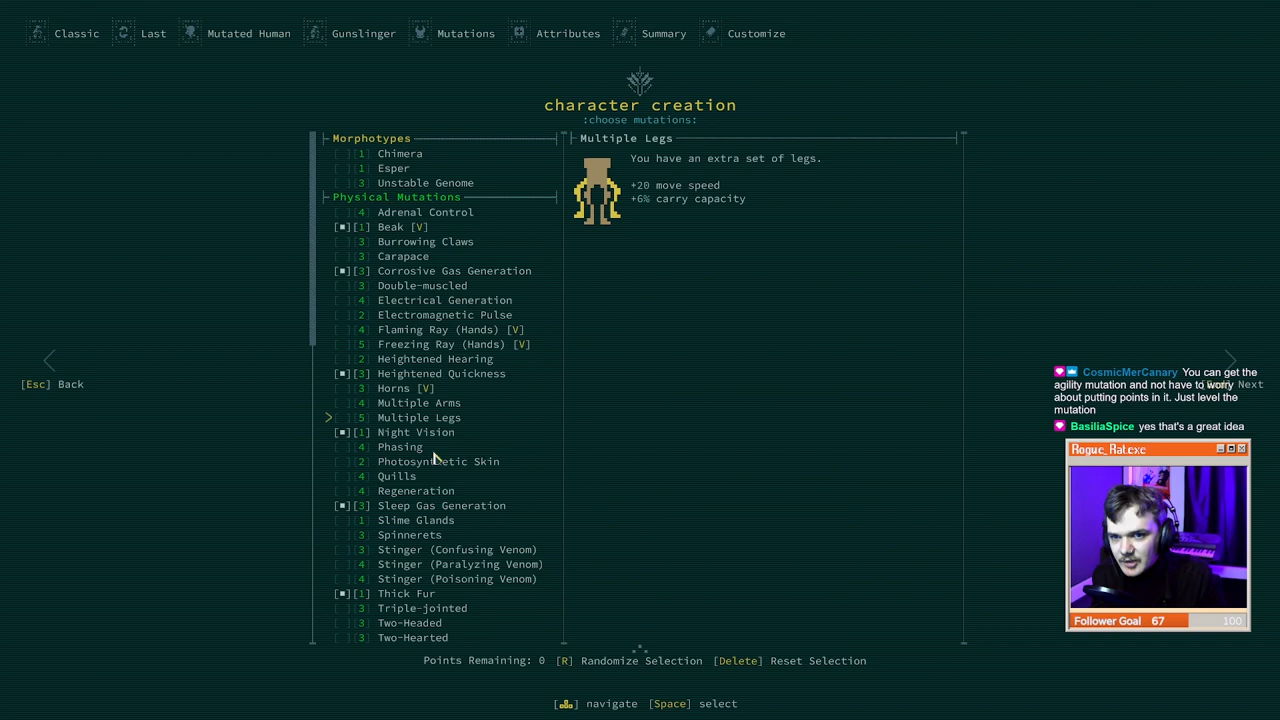 Classic Last Mutated Human Gunslinger Mutations Attributes Summary Customize
character creation
:choose mutations:
Morphotypes
[ ][1] Chimera
[ ][1] Esper
[ ][3] Unstable Genome
Physical Mutations
[ ][4] Adrenal Control
[■][1] Beak [V]
[ ][3] Burrowing Claws
[ ][3] Carapace
[■][3] Corrosive Gas Generation
[ ][3] Double-muscled
[ ][4] Electrical Generation
[ ][2] Electromagnetic Pulse
[ ][4] Flaming Ray (Hands) [V]
[ ][5] Freezing Ray (Hands) [V]
[ ][2] Heightened Hearing
[■][3] Heightened Quickness
[ ][3] Horns [V]
[ ][4] Multiple Arms
> [ ][5] Multiple Legs
[■][1] Night Vision
[ ][4] Phasing
[ ][2] Photosynthetic Skin
[ ][4] Quills
[ ][4] Regeneration
[■][3] Sleep Gas Generation
[ ][1] Slime Glands
[ ][3] Spinnerets
[ ][3] Stinger (Confusing Venom)
[ ][4] Stinger (Paralyzing Venom)
[ ][4] Stinger (Poisoning Venom)
[■][1] Thick Fur
[ ][3] Triple-jointed
[ ][3] Two-Headed
[ ][3] Two-Hearted
Multiple Legs
You have an extra set of legs.
+20 move speed
+6% carry capacity
[Esc] Back
Next
CosmicMerCanary You can get the
agility mutation and not have to worry
about putting points in it. Just level the
mutation
BasiliaSpice yes that's a great idea
Rogue_Rat.exe
Follower Goal 67 100
Points Remaining: 0 [R] Randomize Selection [Delete] Reset Selection
navigate [Space] select